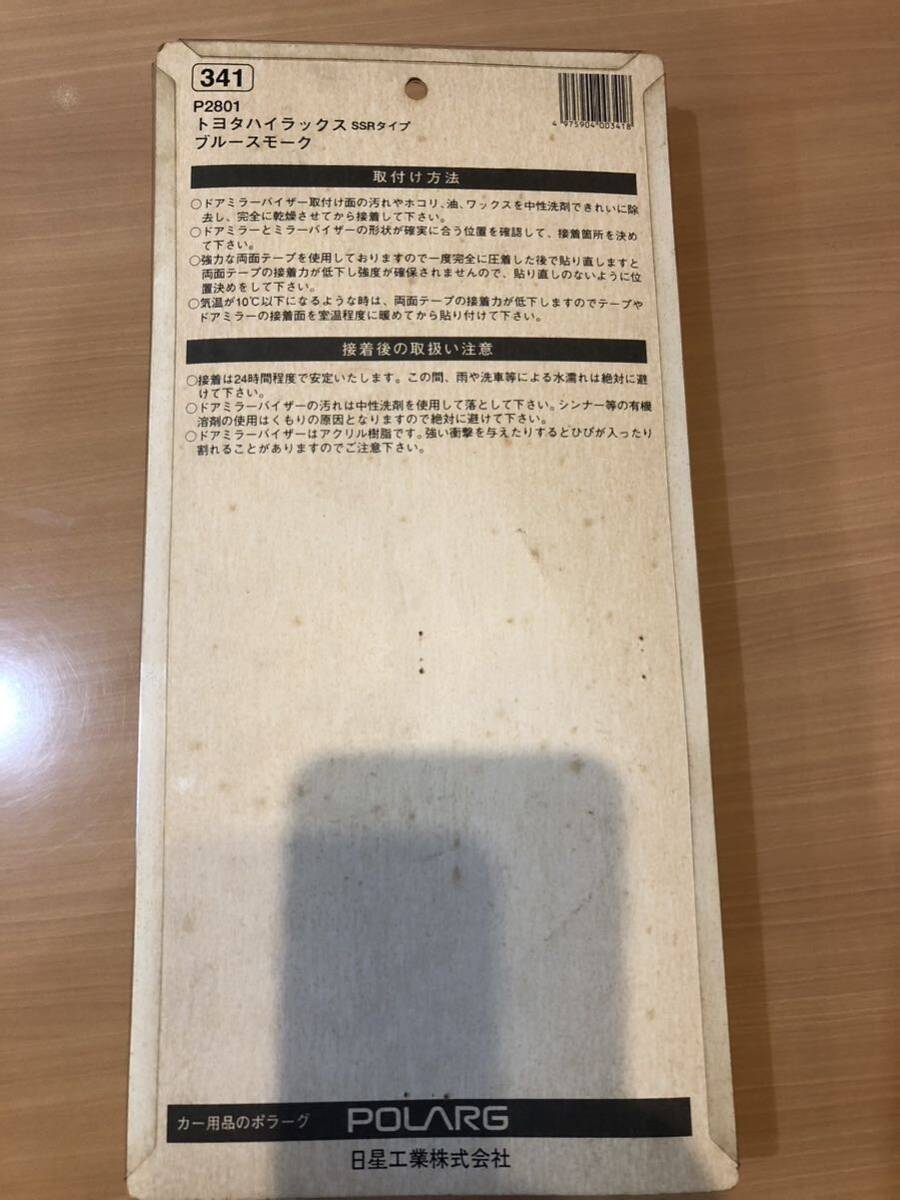 341
P2801
トヨタハイラックス SSRタイプ
ブルースモーク
4 975904 003418
取付け方法
○ドアミラーバイザー取付け面の汚れやホコリ、油、ワックスを中性洗剤できれいに除
去し、完全に乾燥させてから接着して下さい。
○ドアミラーとミラーバイザーの形状が確実に合う位置を確認して、接着箇所を決め
て下さい。
○強力な両面テープを使用しておりますので一度完全に圧着した後で貼り直しますと
両面テープの接着力が低下し強度が確保されませんので、貼り直しのないように位
置決めをして下さい。
○気温が10℃以下になるような時は、両面テープの接着力が低下しますのでテープや
ドアミラーの接着面を室温程度に暖めてから貼り付けて下さい。
接着後の取扱い注意
○接着は24時間程度で安定いたします。この間、雨や洗車等による水濡れは絶対に避
けて下さい。
○ドアミラーバイザーの汚れは中性洗剤を使用して落として下さい。シンナー等の有機
溶剤の使用はくもりの原因となりますので絶対に避けて下さい。
○ドアミラーバイザーはアクリル樹脂です。強い衝撃を与えたりするとひびが入ったり
割れることがありますのでご注意下さい。
カー用品のポラーグ POLARG
日星工業株式会社